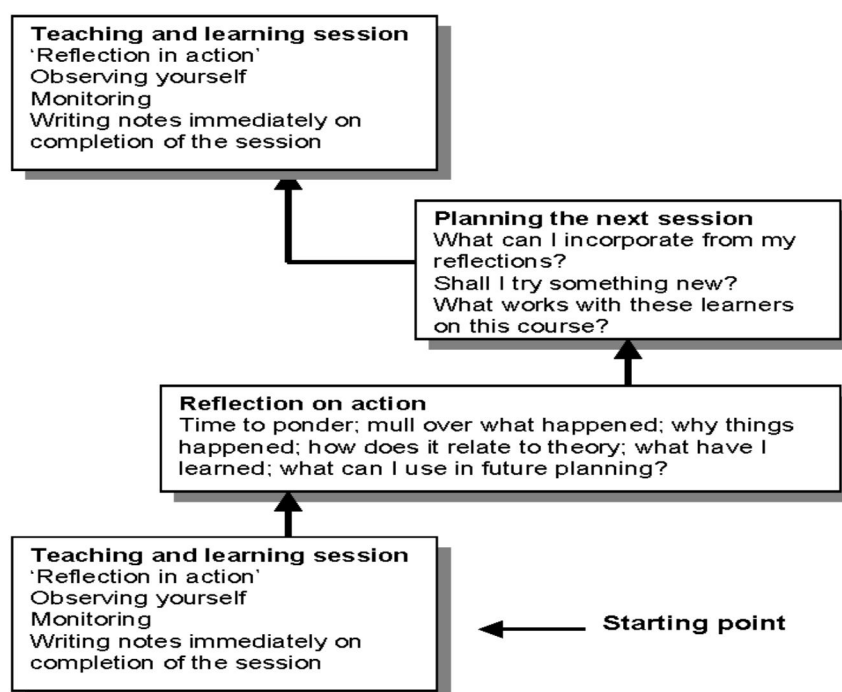 Teaching and learning session
‘Reflection in action’
Observing yourself
Monitoring
Writing notes immediately on
completion of the session
Planning the next session
What can I incorporate from my
reflections?
Shall I try something new?
What works with these learners
on this course?
Reflection on action
Time to ponder; mull over what happened; why things
happened; how does it relate to theory; what have I
learned; what can I use in future planning?
Teaching and learning session
‘Reflection in action’
Observing yourself
Monitoring
Writing notes immediately on
completion of the session
Starting point